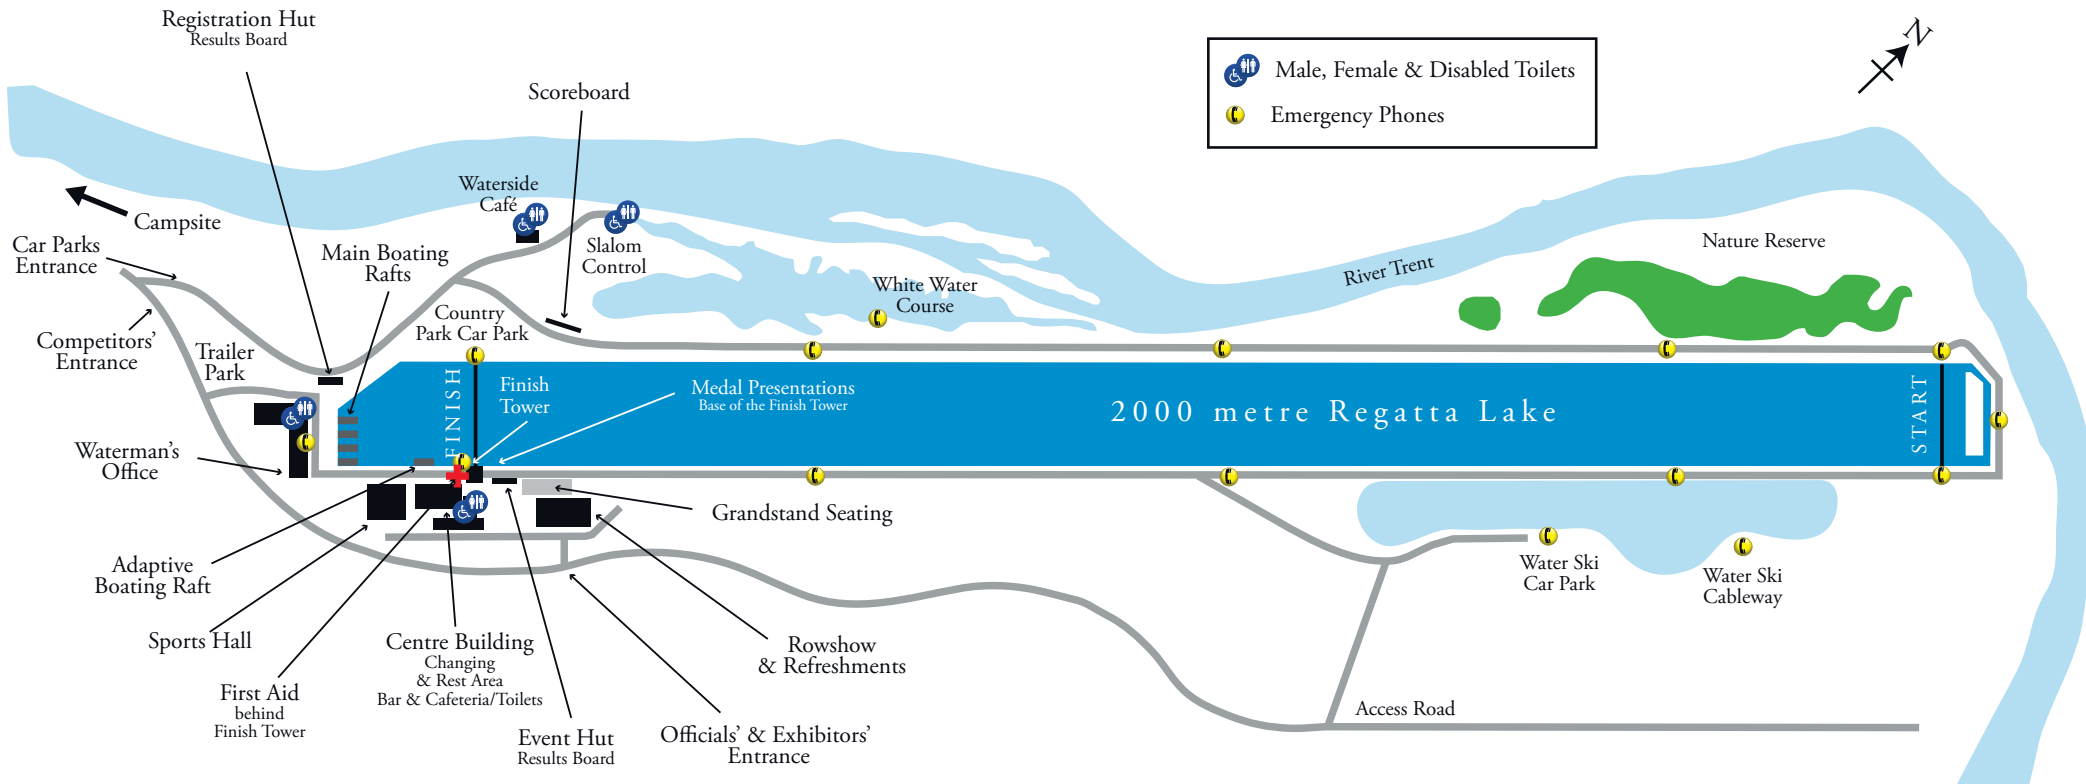 Registration Hut
Results Board
Scoreboard
N
Male, Female & Disabled Toilets
Emergency Phones
Waterside
Café
Campsite
Car Parks
Entrance
Main Boating
Rafts
Slalom
Control
Nature Reserve
River Trent
White Water
Course
Country
Park Car Park
Competitors'
Entrance
Trailer
Park
FINISH
Finish
Tower
Medal Presentations
Base of the Finish Tower
2000 metre Regatta Lake
START
Waterman's
Office
Grandstand Seating
Adaptive
Boating Raft
Water Ski
Car Park
Water Ski
Cableway
Sports Hall
Centre Building
Changing
& Rest Area
Bar & Cafeteria/Toilets
Rowshow
& Refreshments
First Aid
behind
Finish Tower
Event Hut
Results Board
Officials' & Exhibitors'
Entrance
Access Road